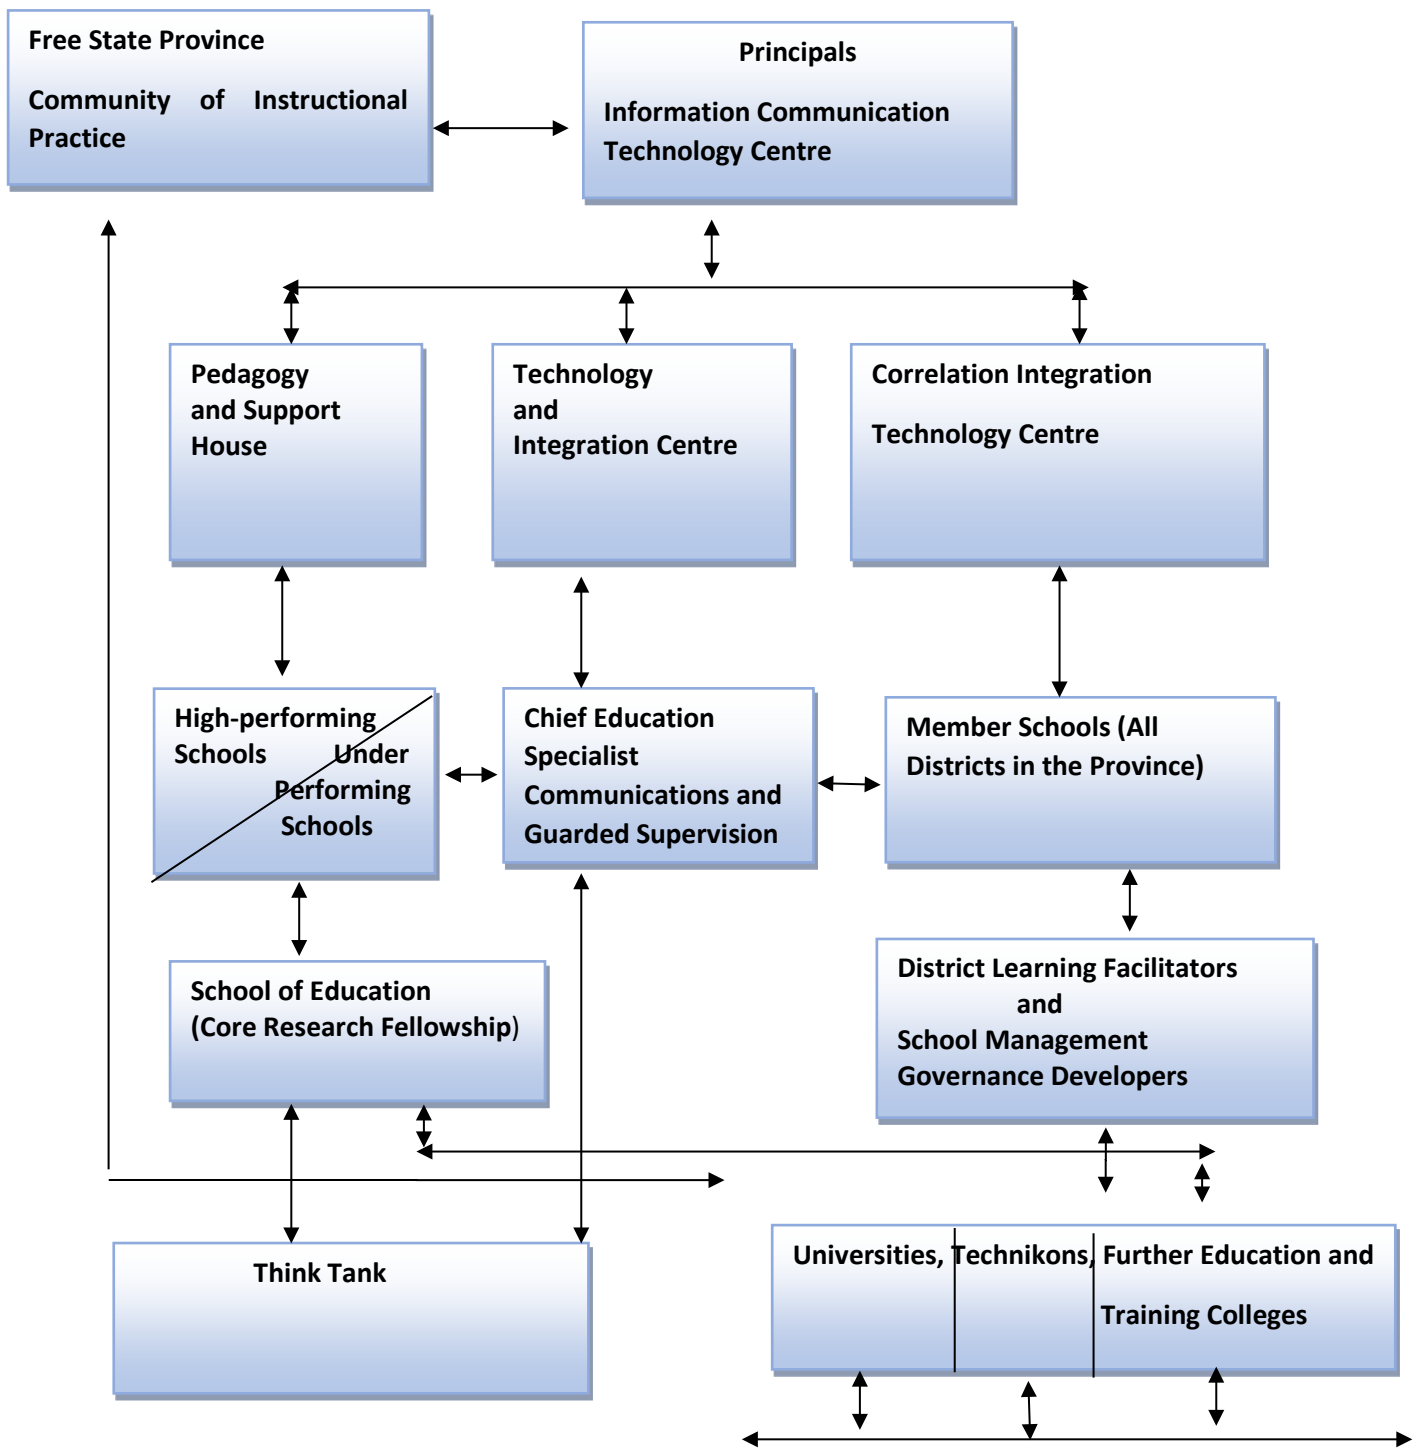 Free State Province
Community of Instructional
Practice
Principals
Information Communication
Technology Centre
Pedagogy
and Support
House
Technology
and
Integration Centre
Correlation Integration
Technology Centre
High-performing
Schools Under
Performing
Schools
Chief Education
Specialist
Communications and
Guarded Supervision
Member Schools (All
Districts in the Province)
School of Education
(Core Research Fellowship)
District Learning Facilitators
and
School Management
Governance Developers
Think Tank
Universities, Technikons, Further Education and
Training Colleges